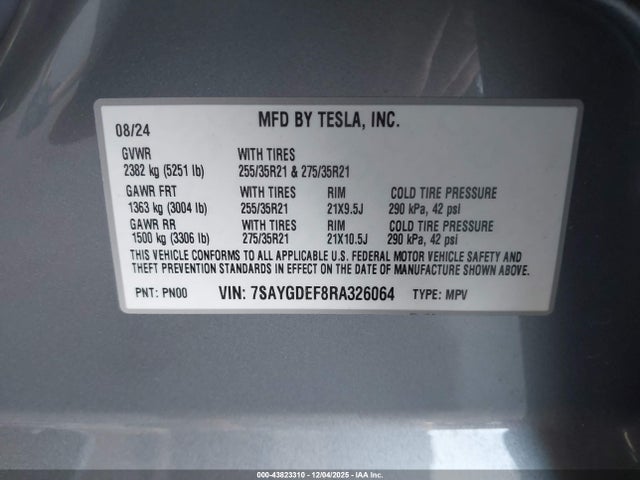 08/24 MFD BY TESLA, INC.
GVWR WITH TIRES
2382 kg (5251 lb) 255/35R21 & 275/35R21
GAWR FRT WITH TIRES RIM COLD TIRE PRESSURE
1363 kg (3004 lb) 255/35R21 21X9.5J 290 kPa, 42 psi
GAWR RR WITH TIRES RIM COLD TIRE PRESSURE
1500 kg (3306 lb) 275/35R21 21X10.5J 290 kPa, 42 psi
THIS VEHICLE CONFORMS TO ALL APPLICABLE U.S. FEDERAL MOTOR VEHICLE SAFETY AND
THEFT PREVENTION STANDARDS IN EFFECT ON THE DATE OF MANUFACTURE SHOWN ABOVE.
PNT: PN00 VIN: 7SAYGDEF8RA326064 TYPE: MPV
000-43823310 • 12/04/2025 • IAA Inc.